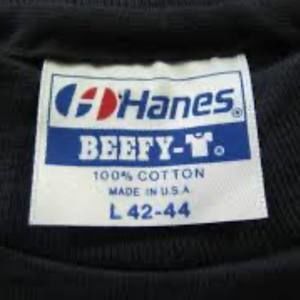 Hanes®
BEEFY-T®
100% COTTON
MADE IN U.S.A
L 42-44